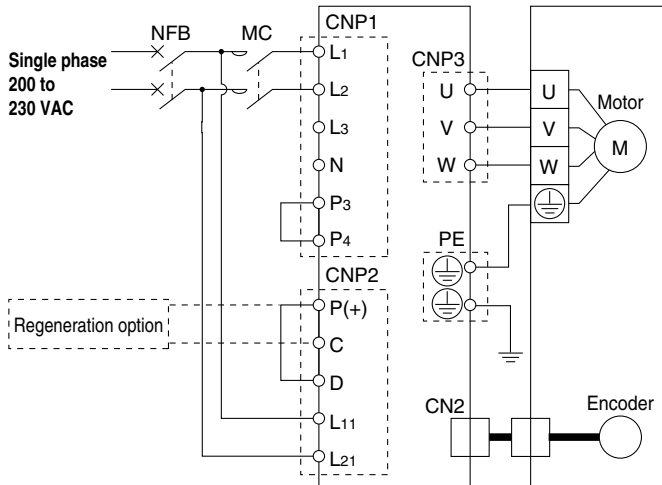 CNP1
NFB
MC
Single phase
200 to
230 VAC
L1
L2
L3
N
P3
P4
CNP3
U
V
W
U
V
W
Motor
M
PE
CNP2
Regeneration option
P(+)
C
D
L11
L21
CN2
Encoder